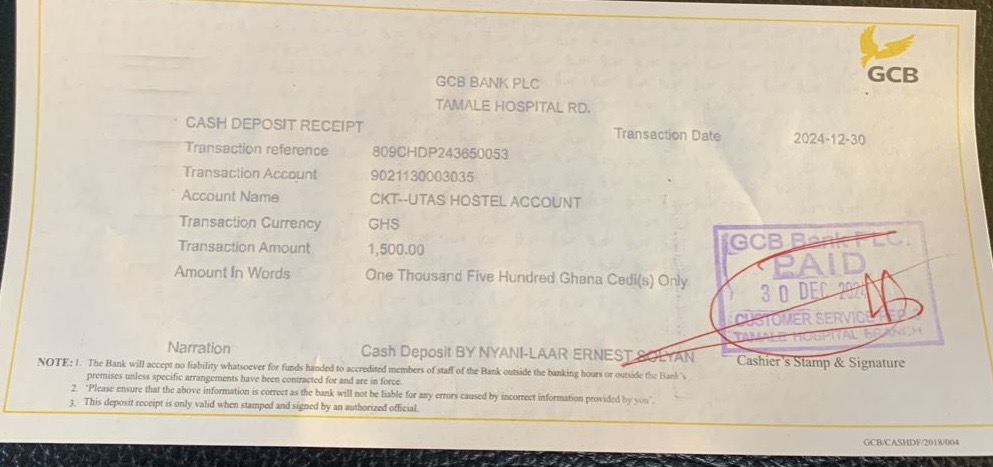 GCB
GCB BANK PLC
TAMALE HOSPITAL RD.
CASH DEPOSIT RECEIPT
Transaction Date 2024-12-30
Transaction reference 809CHDP243650053
Transaction Account 9021130003035
Account Name CKT--UTAS HOSTEL ACCOUNT
Transaction Currency GHS
Transaction Amount 1,500.00
Amount In Words One Thousand Five Hundred Ghana Cedi(s) Only
GCB Bank PLC.
PAID
30 DEC 2024
CUSTOMER SERVICE
TAMALE HOSPITAL BRANCH
Narration Cash Deposit BY NYANI-LAAR ERNEST SOLYAN
Cashier's Stamp & Signature
NOTE: 1. The Bank will accept no liability whatsoever for funds handed to accredited members of staff of the Bank outside the banking hours or outside the Bank's
premises unless specific arrangements have been contracted for and are in force.
2. "Please ensure that the above information is correct as the bank will not be liable for any errors caused by incorrect information provided by you".
3. This deposit receipt is only valid when stamped and signed by an authorized official.
GCB/CASHDF/2018/004